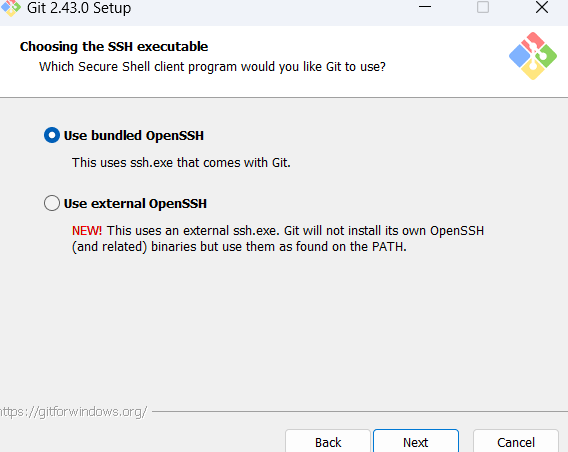 Git 2.43.0 Setup
Choosing the SSH executable
Which Secure Shell client program would you like Git to use?
Use bundled OpenSSH
This uses ssh.exe that comes with Git.
Use external OpenSSH
NEW! This uses an external ssh.exe. Git will not install its own OpenSSH
(and related) binaries but use them as found on the PATH.
https://gitforwindows.org/
Back
Next
Cancel